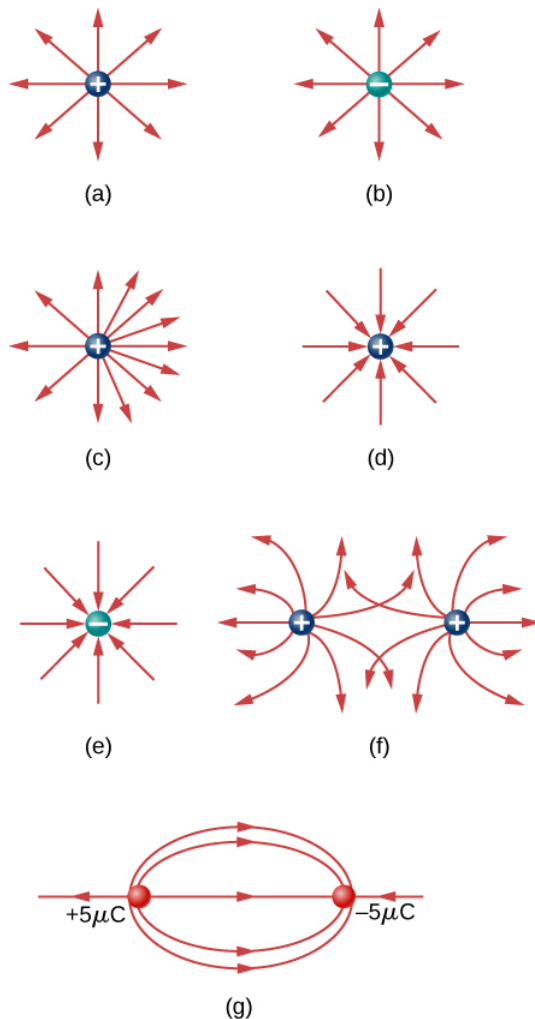 +
−
(a)
(b)
+
+
(c)
(d)
−
+
+
(e)
(f)
+5μC
–5μC
(g)